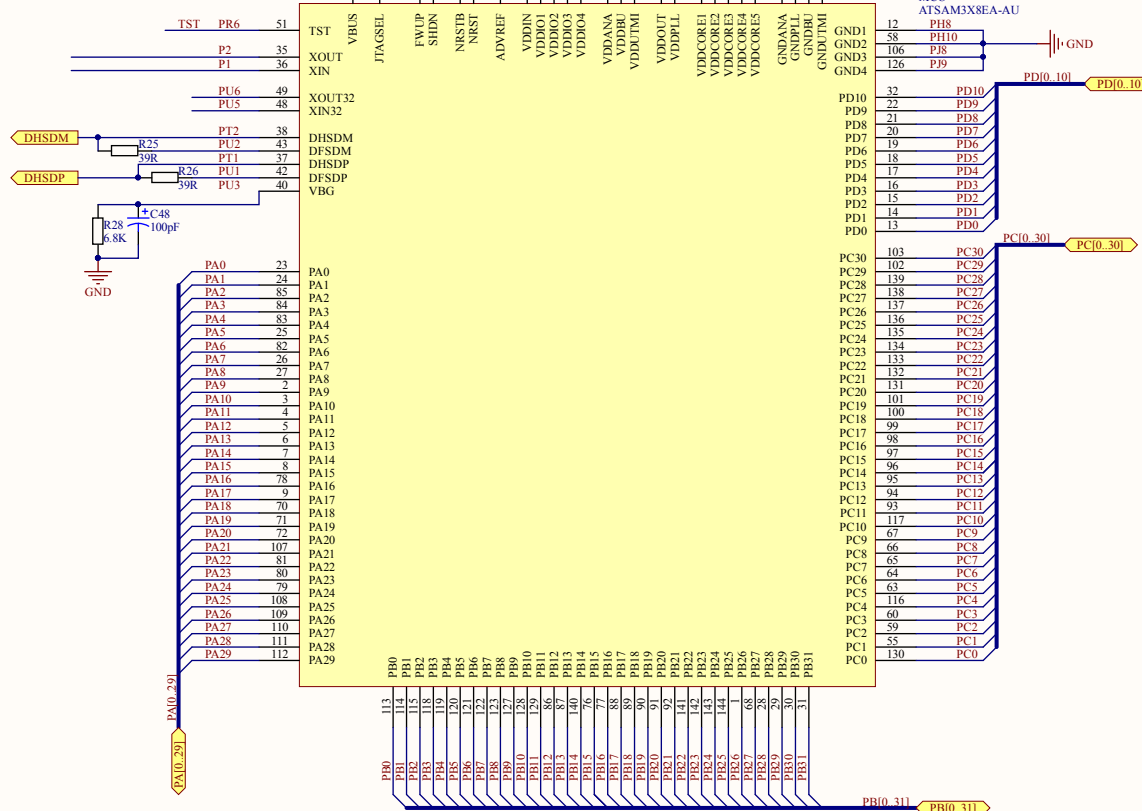 ATSAM3X8EA-AU
VBUS
JTAGSEL
FWUP
SHDN
NRSTB
NRST
ADVREF
VDDIN
VDDIO1
VDDIO2
VDDIO3
VDDIO4
VDDANA
VDDBU
VDDUTMI
VDDOUT
VDDPLL
VDDCORE1
VDDCORE2
VDDCORE3
VDDCORE4
VDDCORE5
GNDANA
GNDPLL
GNDBU
GNDUTMI
TST PR6 51 TST
P2 35 XOUT
P1 36 XIN
PU6 49 XOUT32
PU5 48 XIN32
DHSDM PT2 38 DHSDM
R25 PU2 43 DFSDM
39R
PT1 37 DHSDP
DHSDP R26 PU1 42 DFSDP
39R PU3 40 VBG
C48
100pF
R28
6.8K
GND
PA0 23 PA0
PA1 24 PA1
PA2 85 PA2
PA3 84 PA3
PA4 83 PA4
PA5 25 PA5
PA6 82 PA6
PA7 26 PA7
PA8 27 PA8
PA9 2 PA9
PA10 3 PA10
PA11 4 PA11
PA12 5 PA12
PA13 6 PA13
PA14 7 PA14
PA15 8 PA15
PA16 78 PA16
PA17 9 PA17
PA18 70 PA18
PA19 71 PA19
PA20 72 PA20
PA21 107 PA21
PA22 81 PA22
PA23 80 PA23
PA24 79 PA24
PA25 108 PA25
PA26 109 PA26
PA27 110 PA27
PA28 111 PA28
PA29 112 PA29
PA[0..29]
PA[0..29]
GND1 12 PH8
GND2 58 PH10
GND3 106 PJ8
GND4 126 PJ9
GND
PD[0..10]
PD[0..10]
PD10 32 PD10
PD9 22 PD9
PD8 21 PD8
PD7 20 PD7
PD6 19 PD6
PD5 18 PD5
PD4 17 PD4
PD3 16 PD3
PD2 15 PD2
PD1 14 PD1
PD0 13 PD0
PC[0..30]
PC[0..30]
PC30 103 PC30
PC29 102 PC29
PC28 139 PC28
PC27 138 PC27
PC26 137 PC26
PC25 136 PC25
PC24 135 PC24
PC23 134 PC23
PC22 133 PC22
PC21 132 PC21
PC20 131 PC20
PC19 101 PC19
PC18 100 PC18
PC17 99 PC17
PC16 98 PC16
PC15 97 PC15
PC14 96 PC14
PC13 95 PC13
PC12 94 PC12
PC11 93 PC11
PC10 117 PC10
PC9 67 PC9
PC8 66 PC8
PC7 65 PC7
PC6 64 PC6
PC5 63 PC5
PC4 116 PC4
PC3 60 PC3
PC2 59 PC2
PC1 55 PC1
PC0 130 PC0
PB0 113 PB0
PB1 114 PB1
PB2 115 PB2
PB3 118 PB3
PB4 119 PB4
PB5 120 PB5
PB6 121 PB6
PB7 122 PB7
PB8 123 PB8
PB9 127 PB9
PB10 128 PB10
PB11 129 PB11
PB12 86 PB12
PB13 87 PB13
PB14 140 PB14
PB15 76 PB15
PB16 77 PB16
PB17 88 PB17
PB18 89 PB18
PB19 90 PB19
PB20 91 PB20
PB21 92 PB21
PB22 141 PB22
PB23 142 PB23
PB24 143 PB24
PB25 144 PB25
PB26 1 PB26
PB27 68 PB27
PB28 28 PB28
PB29 29 PB29
PB30 30 PB30
PB31 31 PB31
PB[0..31]
PB[0..31]